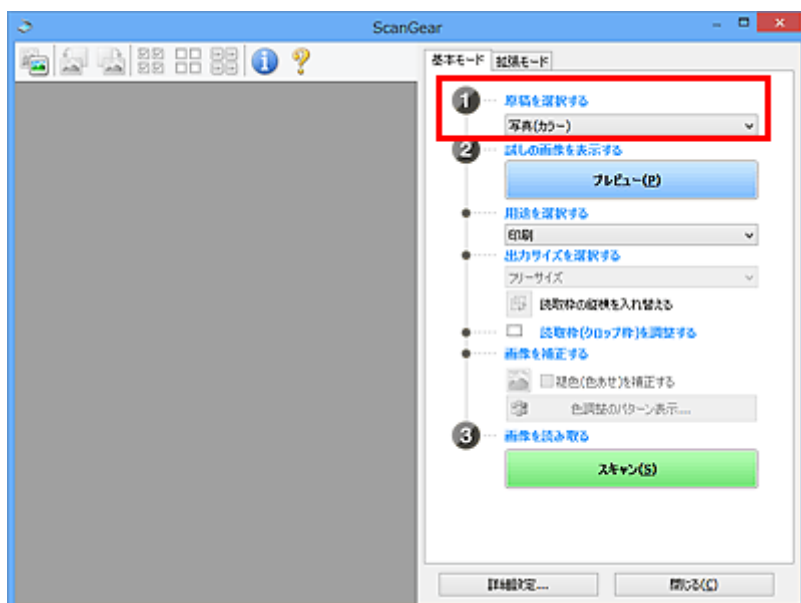 ScanGear
基本モード 拡張モード
1 原稿を選択する
写真(カラー)
2 試しの画像を表示する
プレビュー(P)
用途を選択する
印刷
出力サイズを選択する
フリーサイズ
読取枠の縦横を入れ替える
読取枠(クロップ枠)を調整する
画像を補正する
褪色(色あせ)を補正する
色調整のパターン表示...
3 画像を読み取る
スキャン(S)
詳細設定... 閉じる(C)